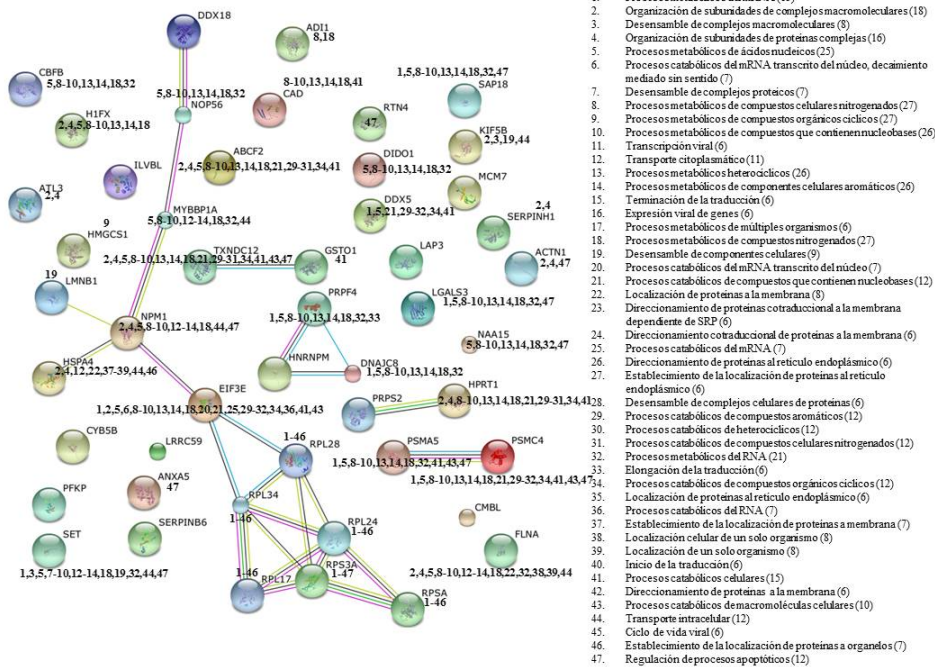 DDX18
ADI1
8,18
CBFB
5,8-10,13,14,18,32
5,8-10,13,14,18,32
NOP56
8-10,13,14,18,41
CAD
1,5,8-10,13,14,18,32,47
SAP18
H1FX
2,4,5,8-10,13,14,18
RTN4
47
KIF5B
2,3,19,44
ILVBL
ABCF2
2,4,5,8-10,13,14,18,21,29-31,34,41
DIDO1
5,8-10,13,14,18,32
MCM7
ATL3
2,4
MYBBP1A
5,8-10,12-14,18,32,44
DDX5
1,5,21,29-32,34,41
2,4
SERPINH1
9
HMGCS1
TXNDC12
2,4,5,8-10,13,14,18,21,29-31,34,41,43,47
GSTO1
41
LAP3
ACTN1
2,4,47
19
LMNB1
PRPF4
1,5,8-10,13,14,18,32,33
LGALS3
1,5,8-10,13,14,18,32,47
NPM1
2,4,5,8-10,12-14,18,44,47
NAA15
5,8-10,13,14,18,32,47
HSPA4
2,4,12,22,37-39,44,46
HNRNPM
DNAJC8
1,5,8-10,13,14,18,32
EIF3E
1,2,5,6,8-10,13,14,18,20,21,25,29-32,34,36,41,43
PRPS2
HPRT1
2,4,8-10,13,14,18,21,29-31,34,41
CYB5B
LRRC59
1-46
RPL28
PSMA5
1,5,8-10,13,14,18,32,41,43,47
PSMC4
1,5,8-10,13,14,18,21,29-32,34,41,43,47
ANXA5
47
PFKP
RPL34
1-46
CMBL
SET
1,3,5,7-10,12-14,18,19,32,44,47
SERPINB6
RPL24
1-46
FLNA
2,4,5,8-10,12-14,18,22,32,38,39,44
1-46
RPL17
RPS3A
1-47
RPSA
1-46
2. Organización de subunidades de complejos macromoleculares (18)
3. Desensamble de complejos macromoleculares (8)
4. Organización de subunidades de proteinas complejas (16)
5. Procesos metabólicos de ácidos nucleicos (25)
6. Procesos catabólicos del mRNA transcrito del núcleo, decaimiento
mediado sin sentido (7)
7. Desensamble de complejos proteicos (7)
8. Procesos metabólicos de compuestos celulares nitrogenados (27)
9. Procesos metabólicos de compuestos orgánicos cíclicos (27)
10. Procesos metabólicos de compuestos que contienen nucleobases (26)
11. Transcripción viral (6)
12. Transporte citoplasmático (11)
13. Procesos metabólicos heterociclicos (26)
14. Procesos metabólicos de componentes celulares aromáticos (26)
15. Terminación de la traducción (6)
16. Expresión viral de genes (6)
17. Procesos metabólicos de múltiples organismos (6)
18. Procesos metabólicos de compuestos nitrogenados (27)
19. Desensamble de componentes celulares (9)
20. Procesos catabólicos del mRNA transcrito del núcleo (7)
21. Procesos catabólicos de compuestos que contienen nucleobases (12)
22. Localización de proteinas a la membrana (8)
23. Direccionamiento de proteínas cotraduccional a la membrana
dependiente de SRP (6)
24. Direccionamiento cotraduccional de proteinas a la membrana (6)
25. Procesos catabólicos del mRNA (7)
26. Direccionamiento de proteinas al retículo endoplásmico (6)
27. Establecimiento de la localización de proteinas al retículo
endoplásmico (6)
28. Desensamble de complejos celulares de proteinas (6)
29. Procesos catabólicos de compuestos aromáticos (12)
30. Procesos catabólicos de heterociclicos (12)
31. Procesos catabólicos de compuestos celulares nitrogenados (12)
32. Procesos metabólicos del RNA (21)
33. Elongación de la traducción (6)
34. Procesos catabólicos de compuestos orgánicos cíclicos (12)
35. Localización de proteinas al retículo endoplásmico (6)
36. Procesos catabólicos del RNA (7)
37. Establecimiento de la localización de proteinas a membrana (7)
38. Localización celular de un solo organismo (8)
39. Localización de un solo organismo (8)
40. Inicio de la traducción (6)
41. Procesos catabólicos celulares (15)
42. Direccionamiento de proteinas a la membrana (6)
43. Procesos catabólicos de macromoléculas celulares (10)
44. Transporte intracelular (12)
45. Ciclo de vida viral (6)
46. Establecimiento de la localización de proteínas a organelos (7)
47. Regulación de procesos apoptóticos (12)